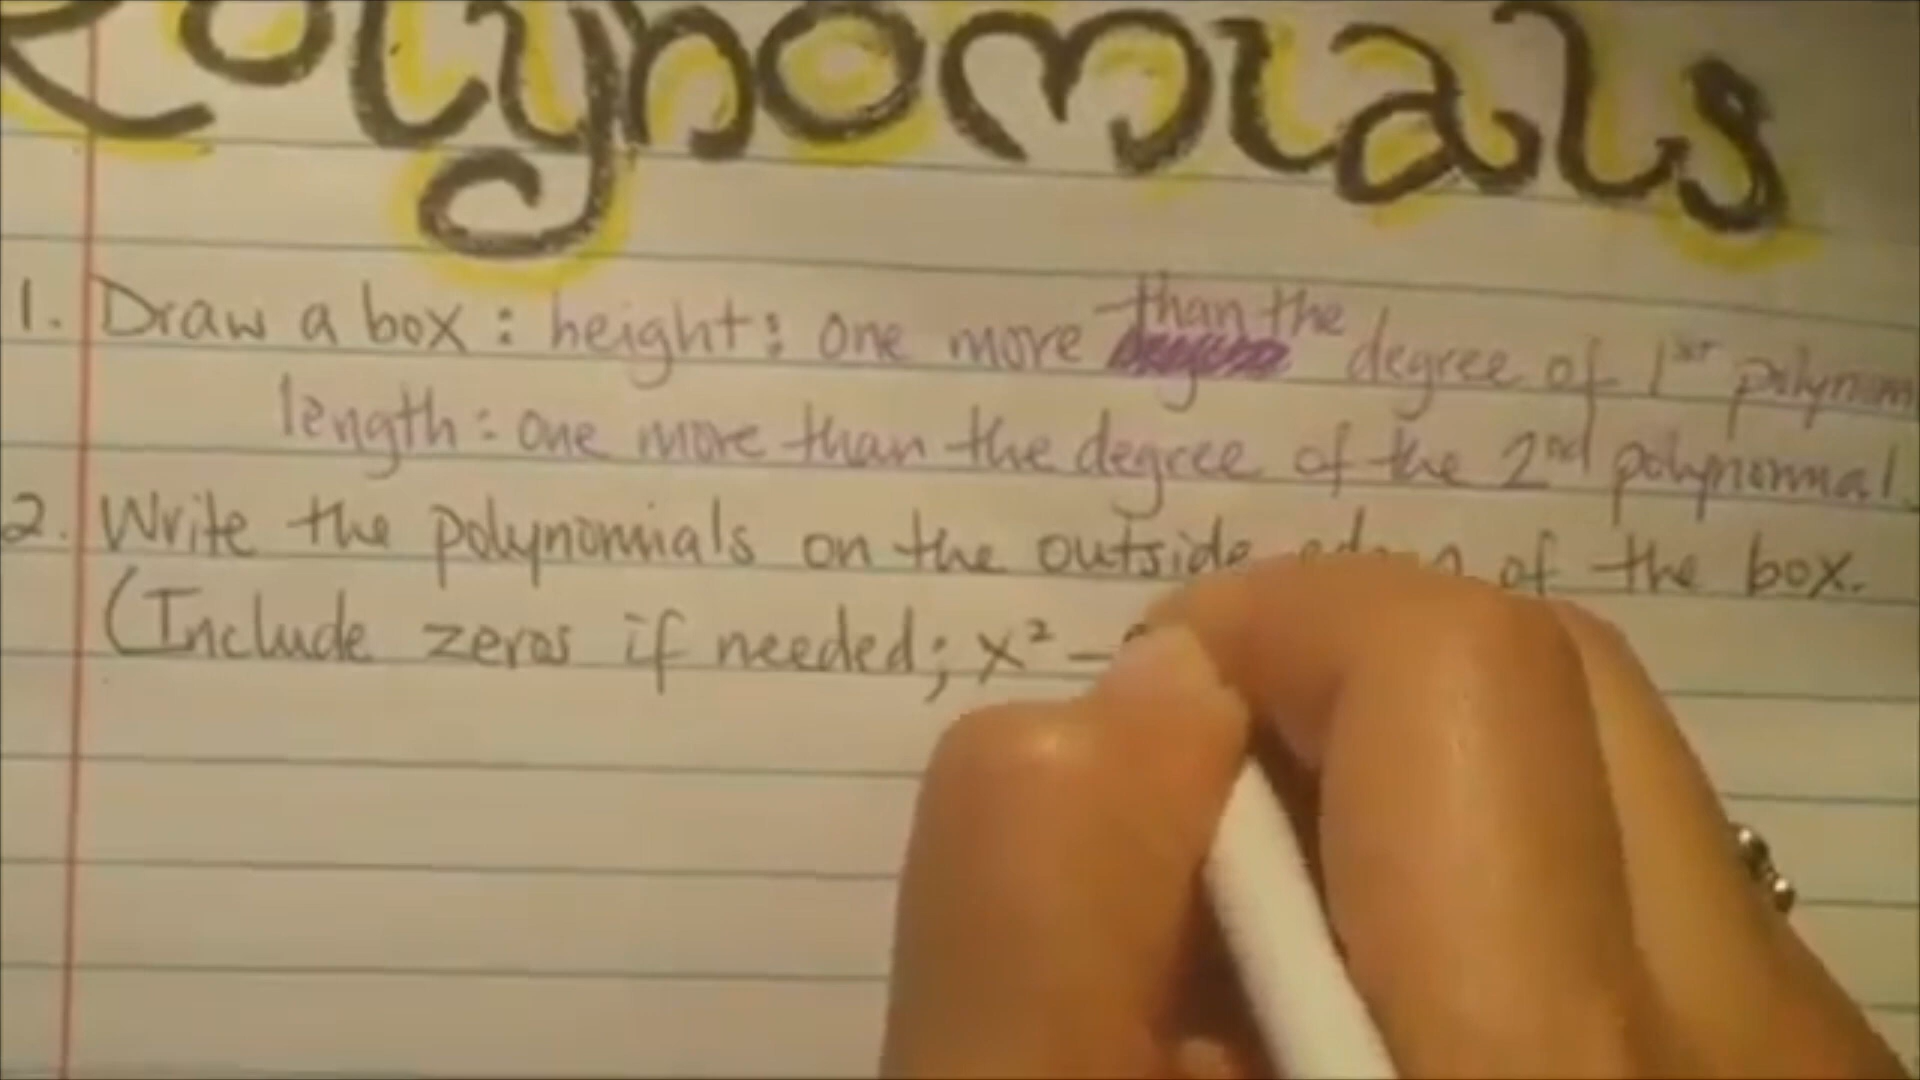 Polynomials
1. Draw a box: height: one more than the degree of 1st polynom
length: one more than the degree of the 2nd polynomial.
2. Write the polynomials on the outside of the box.
(Include zeros if needed; x² –